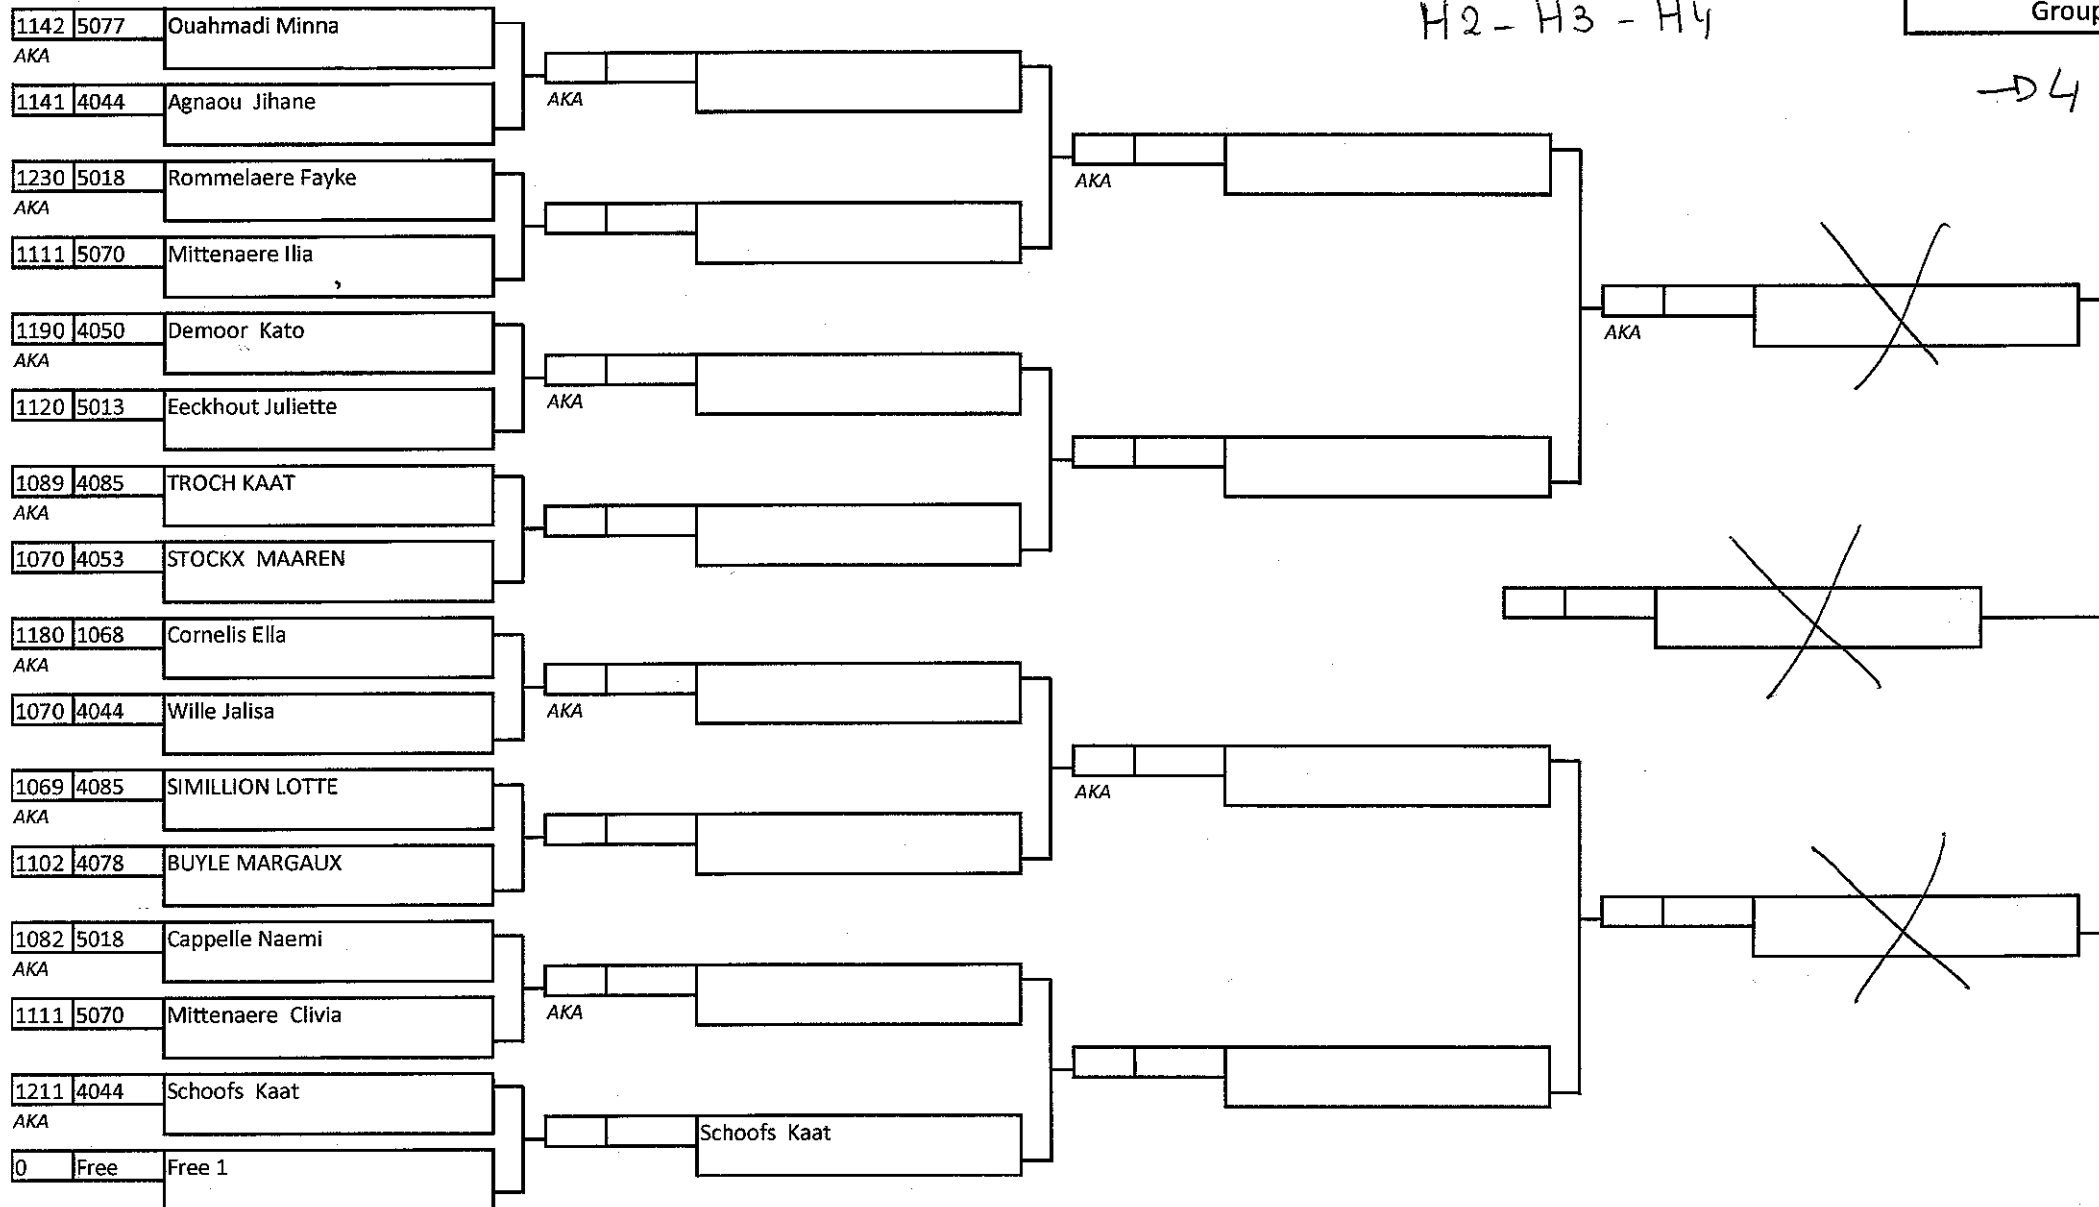 H2 - H3 - H4
Group
→ 4
1142 5077 Ouahmadi Minna
AKA
AKA
1141 4044 Agnaou Jihane
AKA
1230 5018 Rommelaere Fayke
AKA
1111 5070 Mittenaere Ilia
AKA
1190 4050 Demoor Kato
AKA
AKA
1120 5013 Eeckhout Juliette
1089 4085 TROCH KAAT
AKA
1070 4053 STOCKX MAAREN
1180 1068 Cornelis Ella
AKA
AKA
1070 4044 Wille Jalisa
1069 4085 SIMILLION LOTTE
AKA
AKA
1102 4078 BUYLE MARGAUX
1082 5018 Cappelle Naemi
AKA
AKA
1111 5070 Mittenaere Clivia
1211 4044 Schoofs Kaat
AKA
Schoofs Kaat
0 Free Free 1